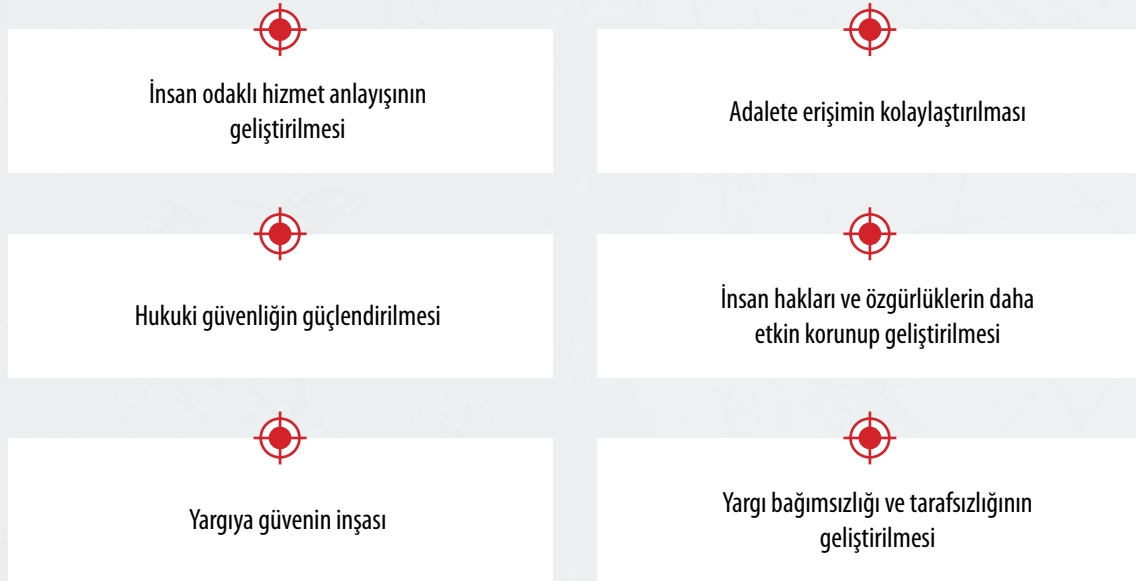 İnsan odaklı hizmet anlayışının
geliştirilmesi
Adalete erişimin kolaylaştırılması
Hukuki güvenliğin güçlendirilmesi
İnsan hakları ve özgürlüklerin daha
etkin korunup geliştirilmesi
Yargıya güvenin inşası
Yargı bağımsızlığı ve tarafsızlığının
geliştirilmesi